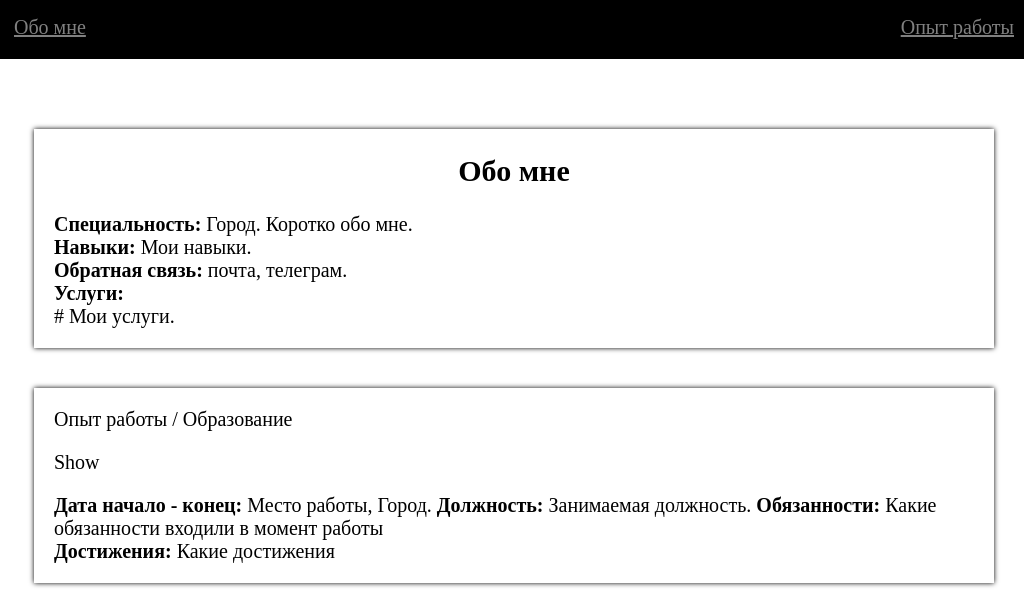 Обо мне
Опыт работы
Обо мне
Специальность: Город. Коротко обо мне.
Навыки: Мои навыки.
Обратная связь: почта, телеграм.
Услуги:
# Мои услуги.
Опыт работы / Образование
Show
Дата начало - конец: Место работы, Город. Должность: Занимаемая должность. Обязанности: Какие
обязанности входили в момент работы
Достижения: Какие достижения